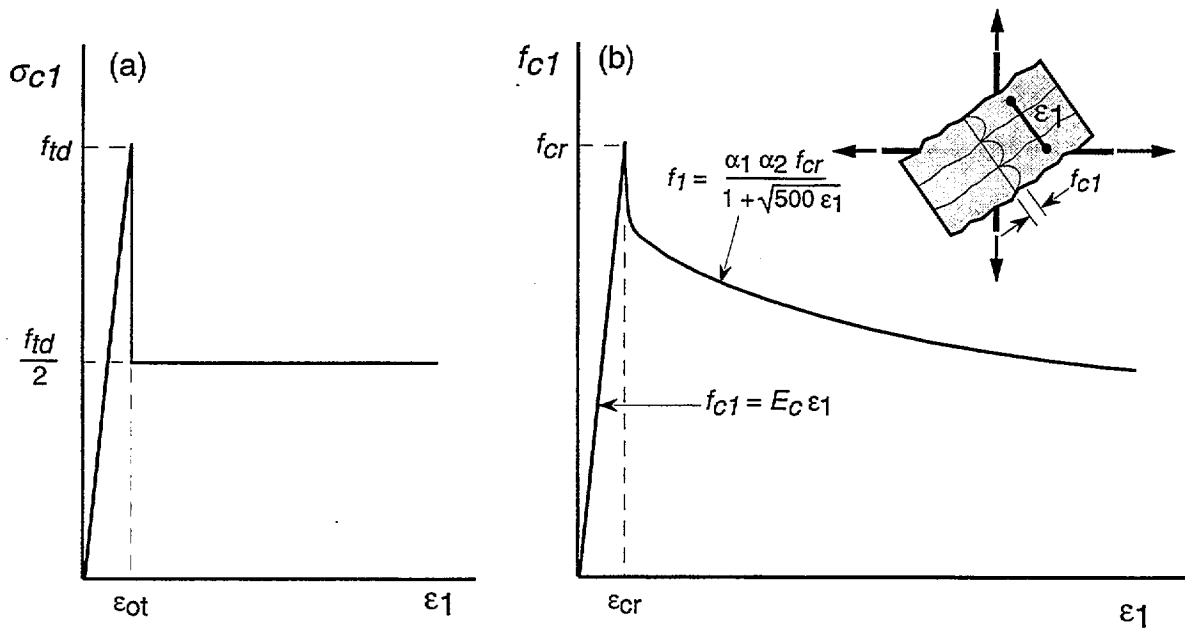 σc1 (a)
ftd
ftd
2
εot ε1
fc1 (b)
fcr
f1 = α1 α2 fcr
1 + √500 ε1
fc1 = Ec ε1
εcr ε1
ε1
fc1